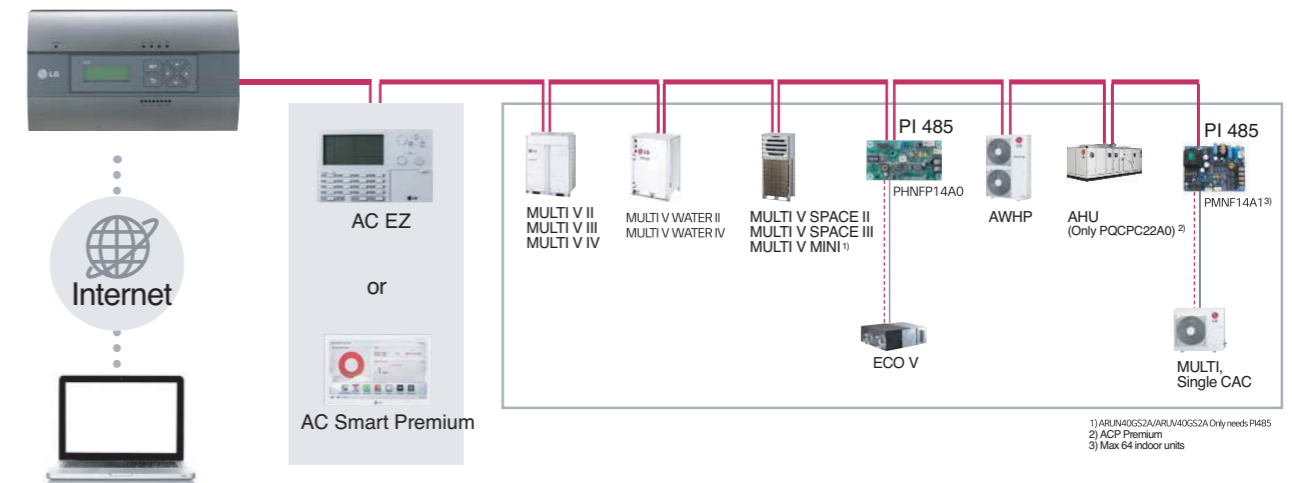 LG
SET
Internet
AC EZ
or
AC Smart Premium
MULTI V II
MULTI V III
MULTI V IV
MULTI V WATER II
MULTI V WATER IV
MULTI V SPACE II
MULTI V SPACE III
MULTI V MINI 1)
PI 485
PHNFP14A0
ECO V
AWHP
AHU
(Only PQCPC22A0) 2)
PI 485
PMNF14A1 3)
MULTI,
Single CAC
1) ARUN40GS2A/ARUV40GS2A Only needs PI485
2) ACP Premium
3) Max 64 indoor units